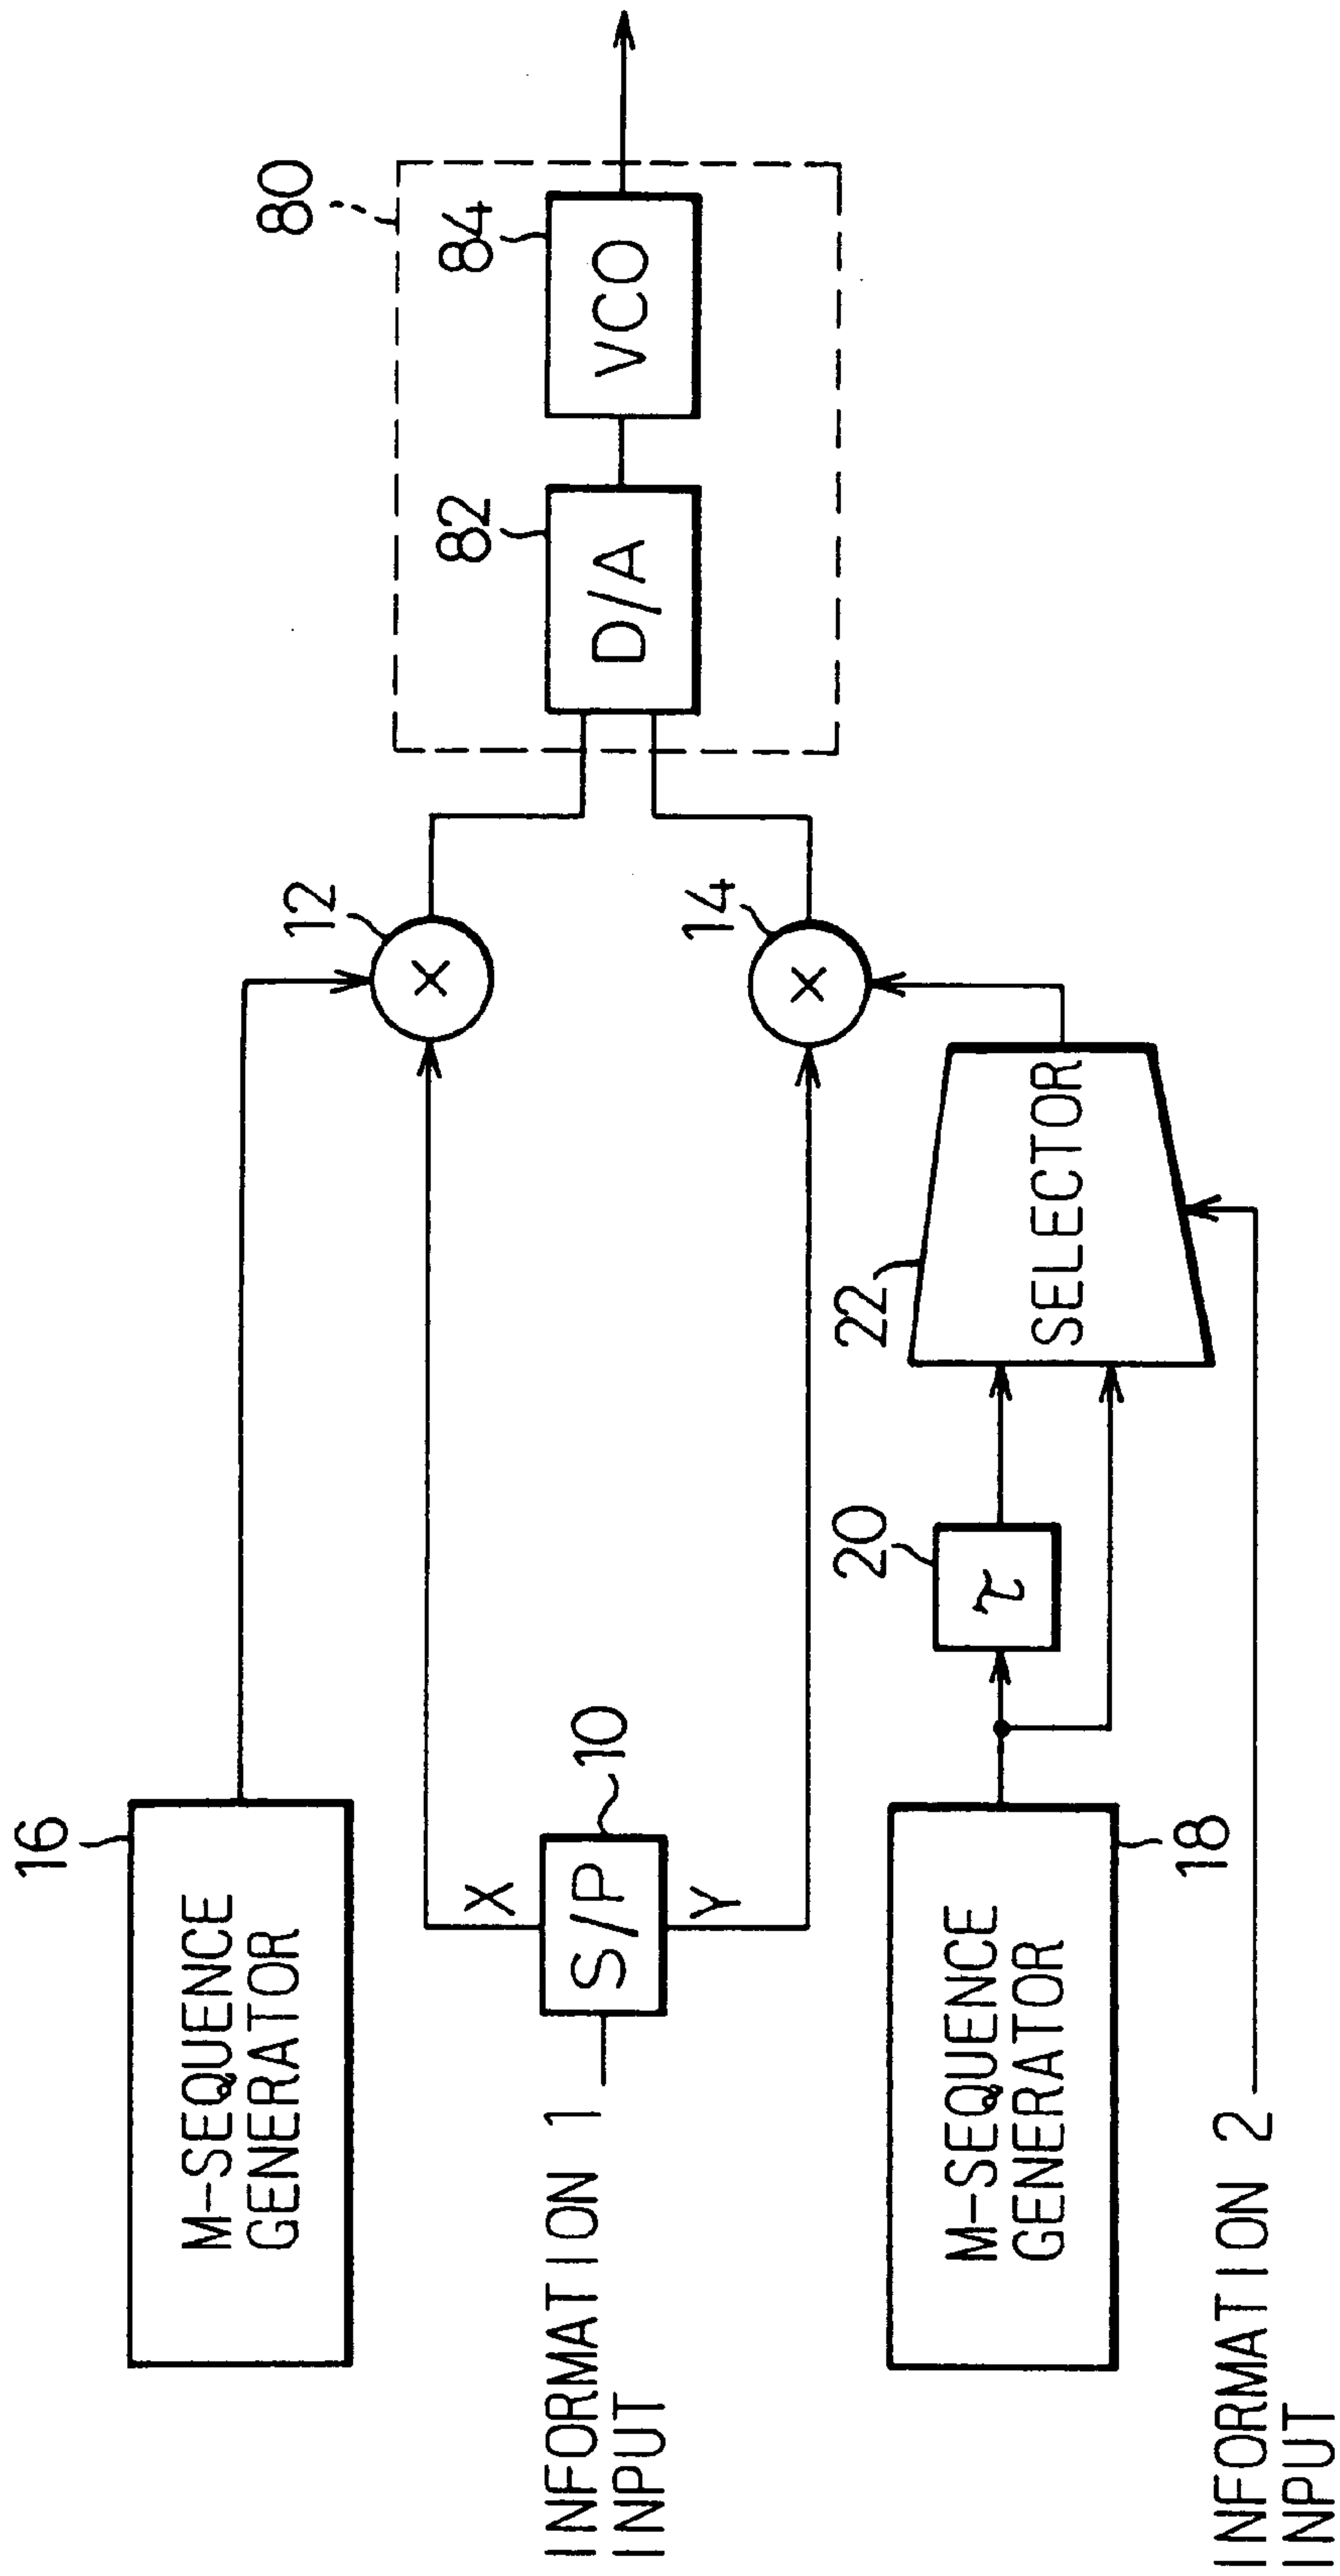 16
M-SEQUENCE
GENERATOR
12
X
80
82
D/A
84
VCO
INFORMATION 1
INPUT
S/P
10
X
Y
14
X
M-SEQUENCE
GENERATOR
18
20
τ
22
SELECTOR
INFORMATION 2
INPUT